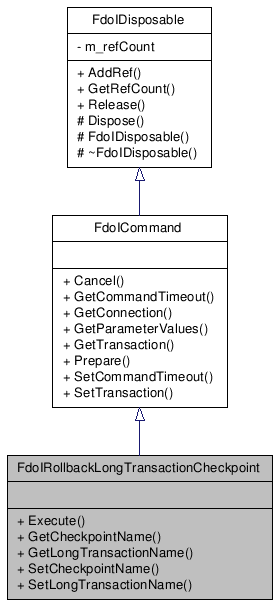 FdoIDisposable
- m_refCount
+ AddRef()
+ GetRefCount()
+ Release()
# Dispose()
# FdoIDisposable()
# ~FdoIDisposable()
FdoICommand
+ Cancel()
+ GetCommandTimeout()
+ GetConnection()
+ GetParameterValues()
+ GetTransaction()
+ Prepare()
+ SetCommandTimeout()
+ SetTransaction()
FdoIRollbackLongTransactionCheckpoint
+ Execute()
+ GetCheckpointName()
+ GetLongTransactionName()
+ SetCheckpointName()
+ SetLongTransactionName()